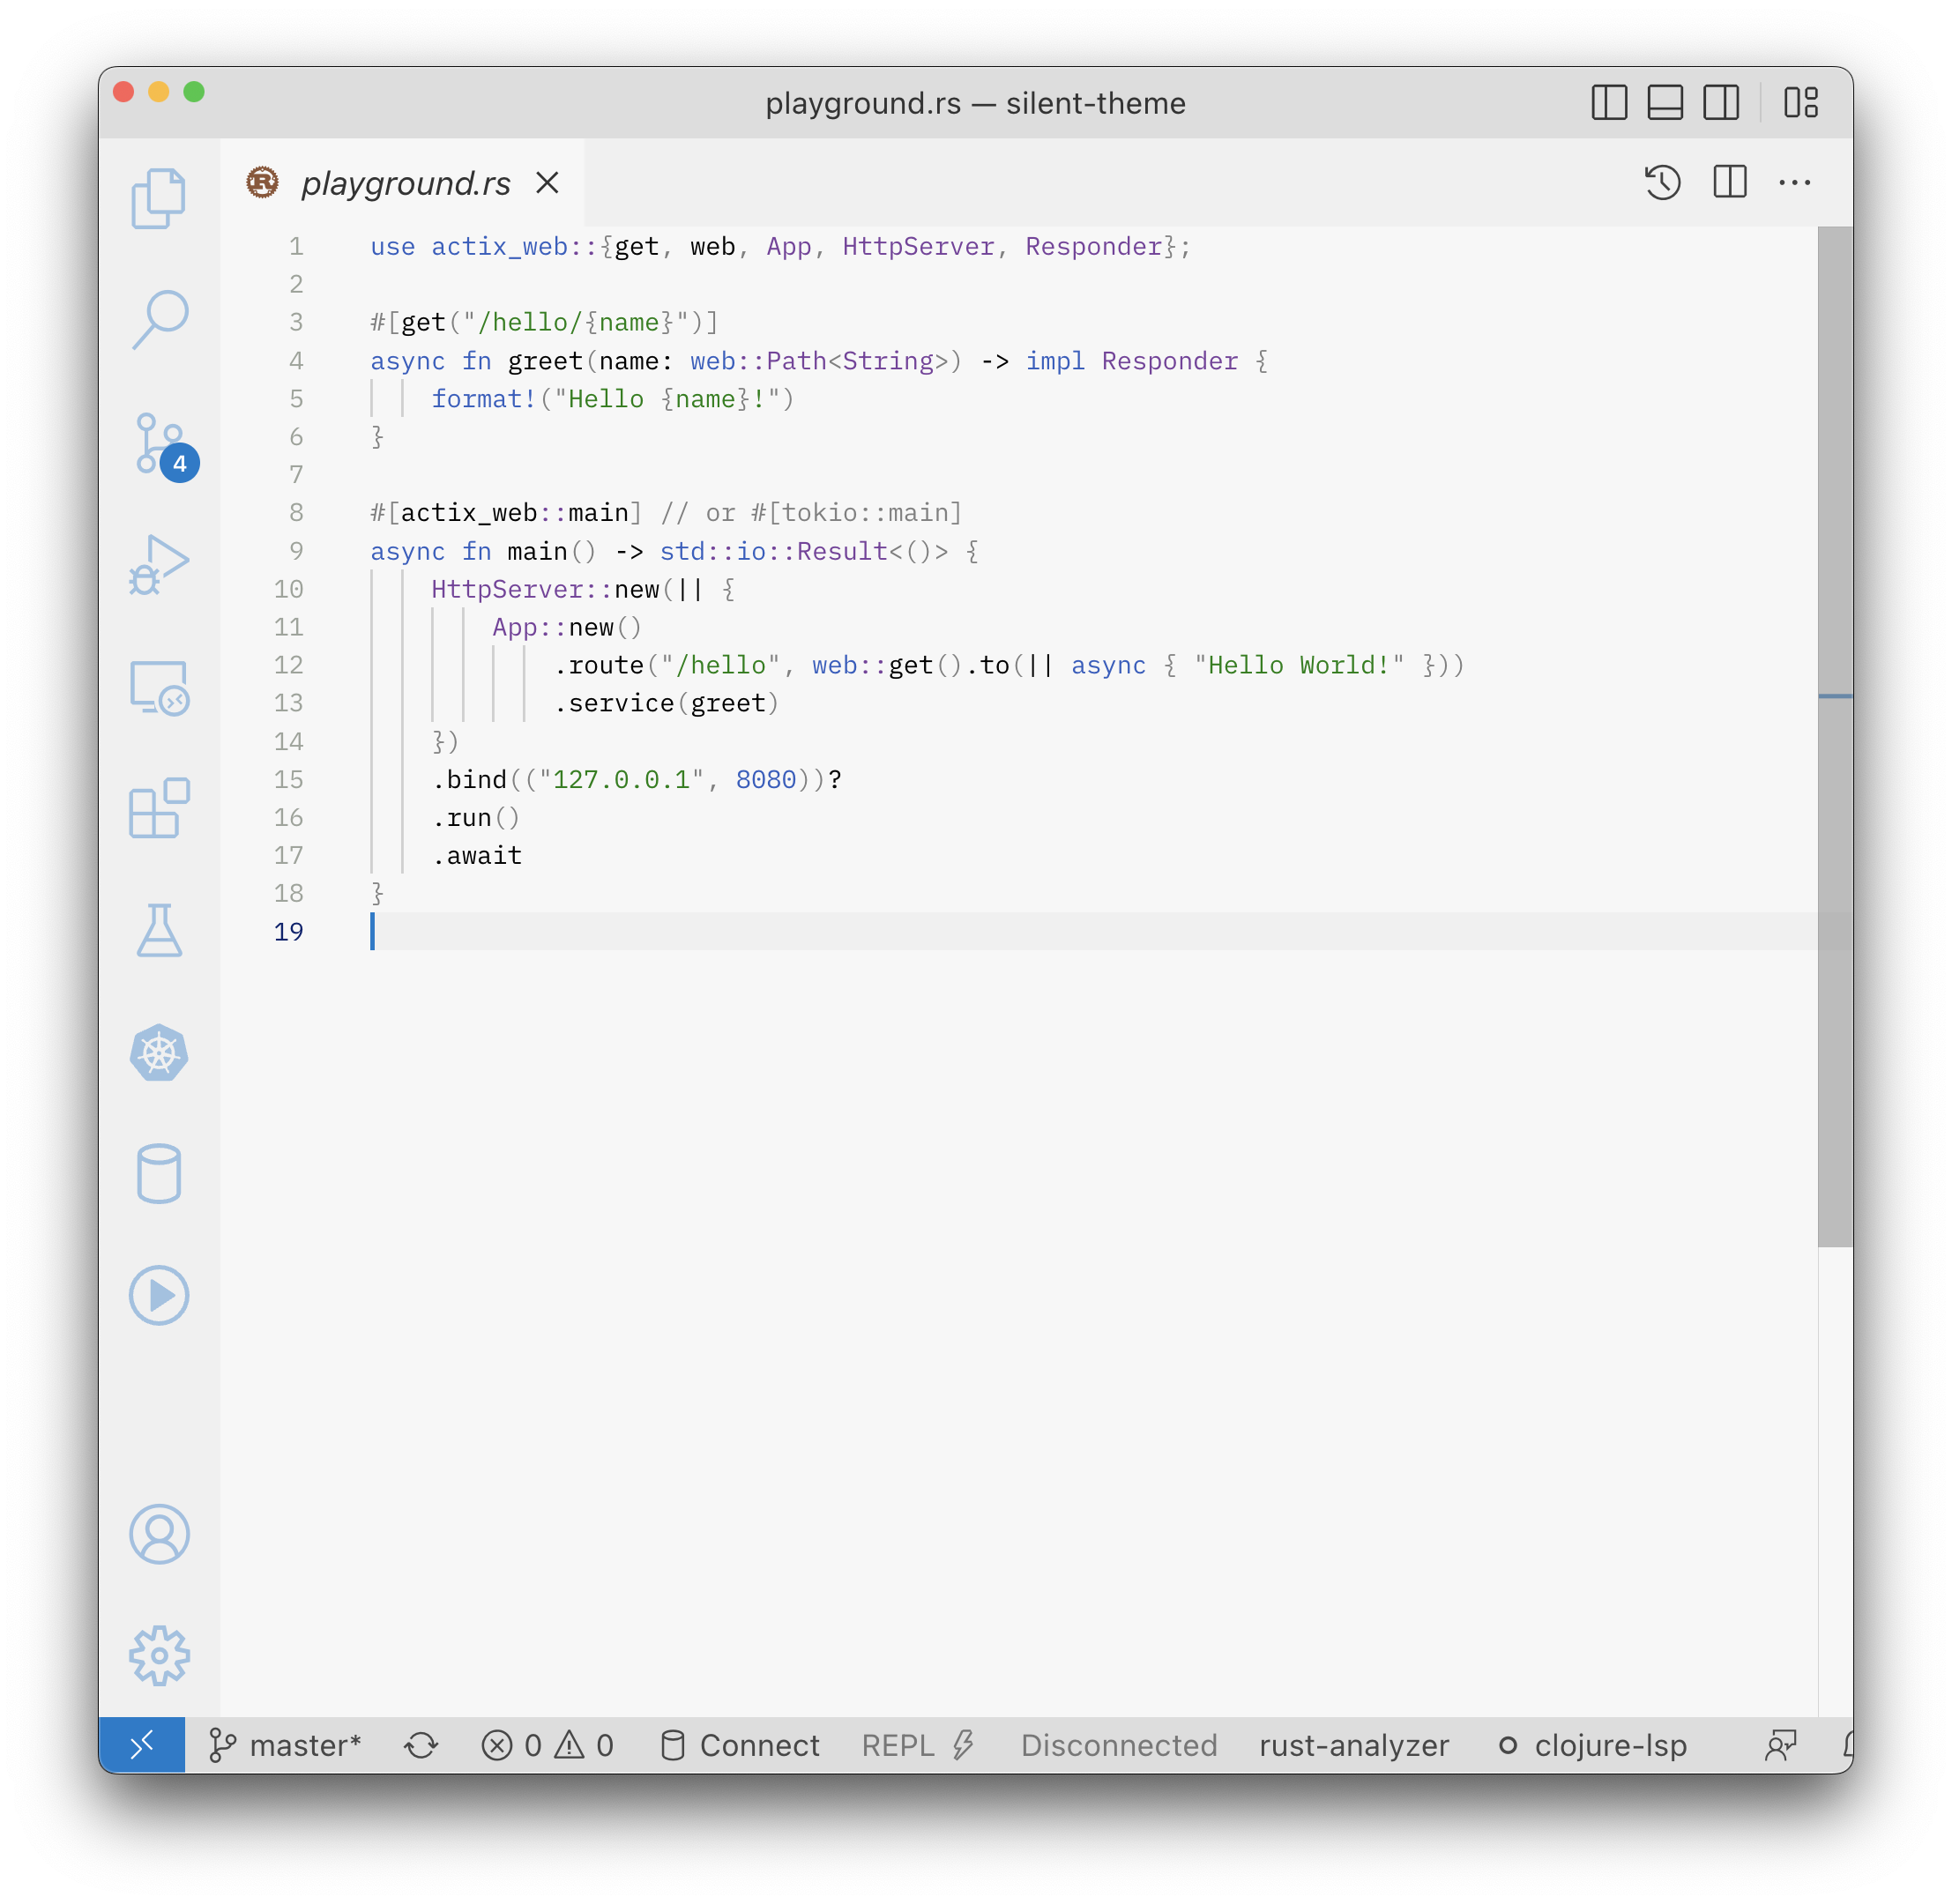 playground.rs — silent-theme
playground.rs
1 use actix_web::{get, web, App, HttpServer, Responder};
2
3 #[get("/hello/{name}")]
4 async fn greet(name: web::Path<String>) -> impl Responder {
5     format!("Hello {name}!")
6 }
7
8 #[actix_web::main] // or #[tokio::main]
9 async fn main() -> std::io::Result<()> {
10     HttpServer::new(|| {
11         App::new()
12             .route("/hello", web::get().to(|| async { "Hello World!" }))
13             .service(greet)
14     })
15     .bind(("127.0.0.1", 8080))?
16     .run()
17     .await
18 }
19
4
master* 0 0 Connect REPL Disconnected rust-analyzer clojure-lsp